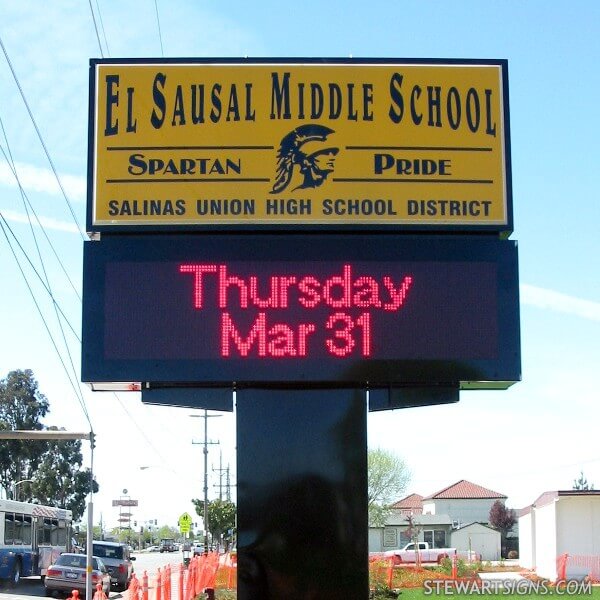 El Sausal Middle School
Spartan Pride
SALINAS UNION HIGH SCHOOL DISTRICT
Thursday
Mar 31
STEWARTSIGNS.COM